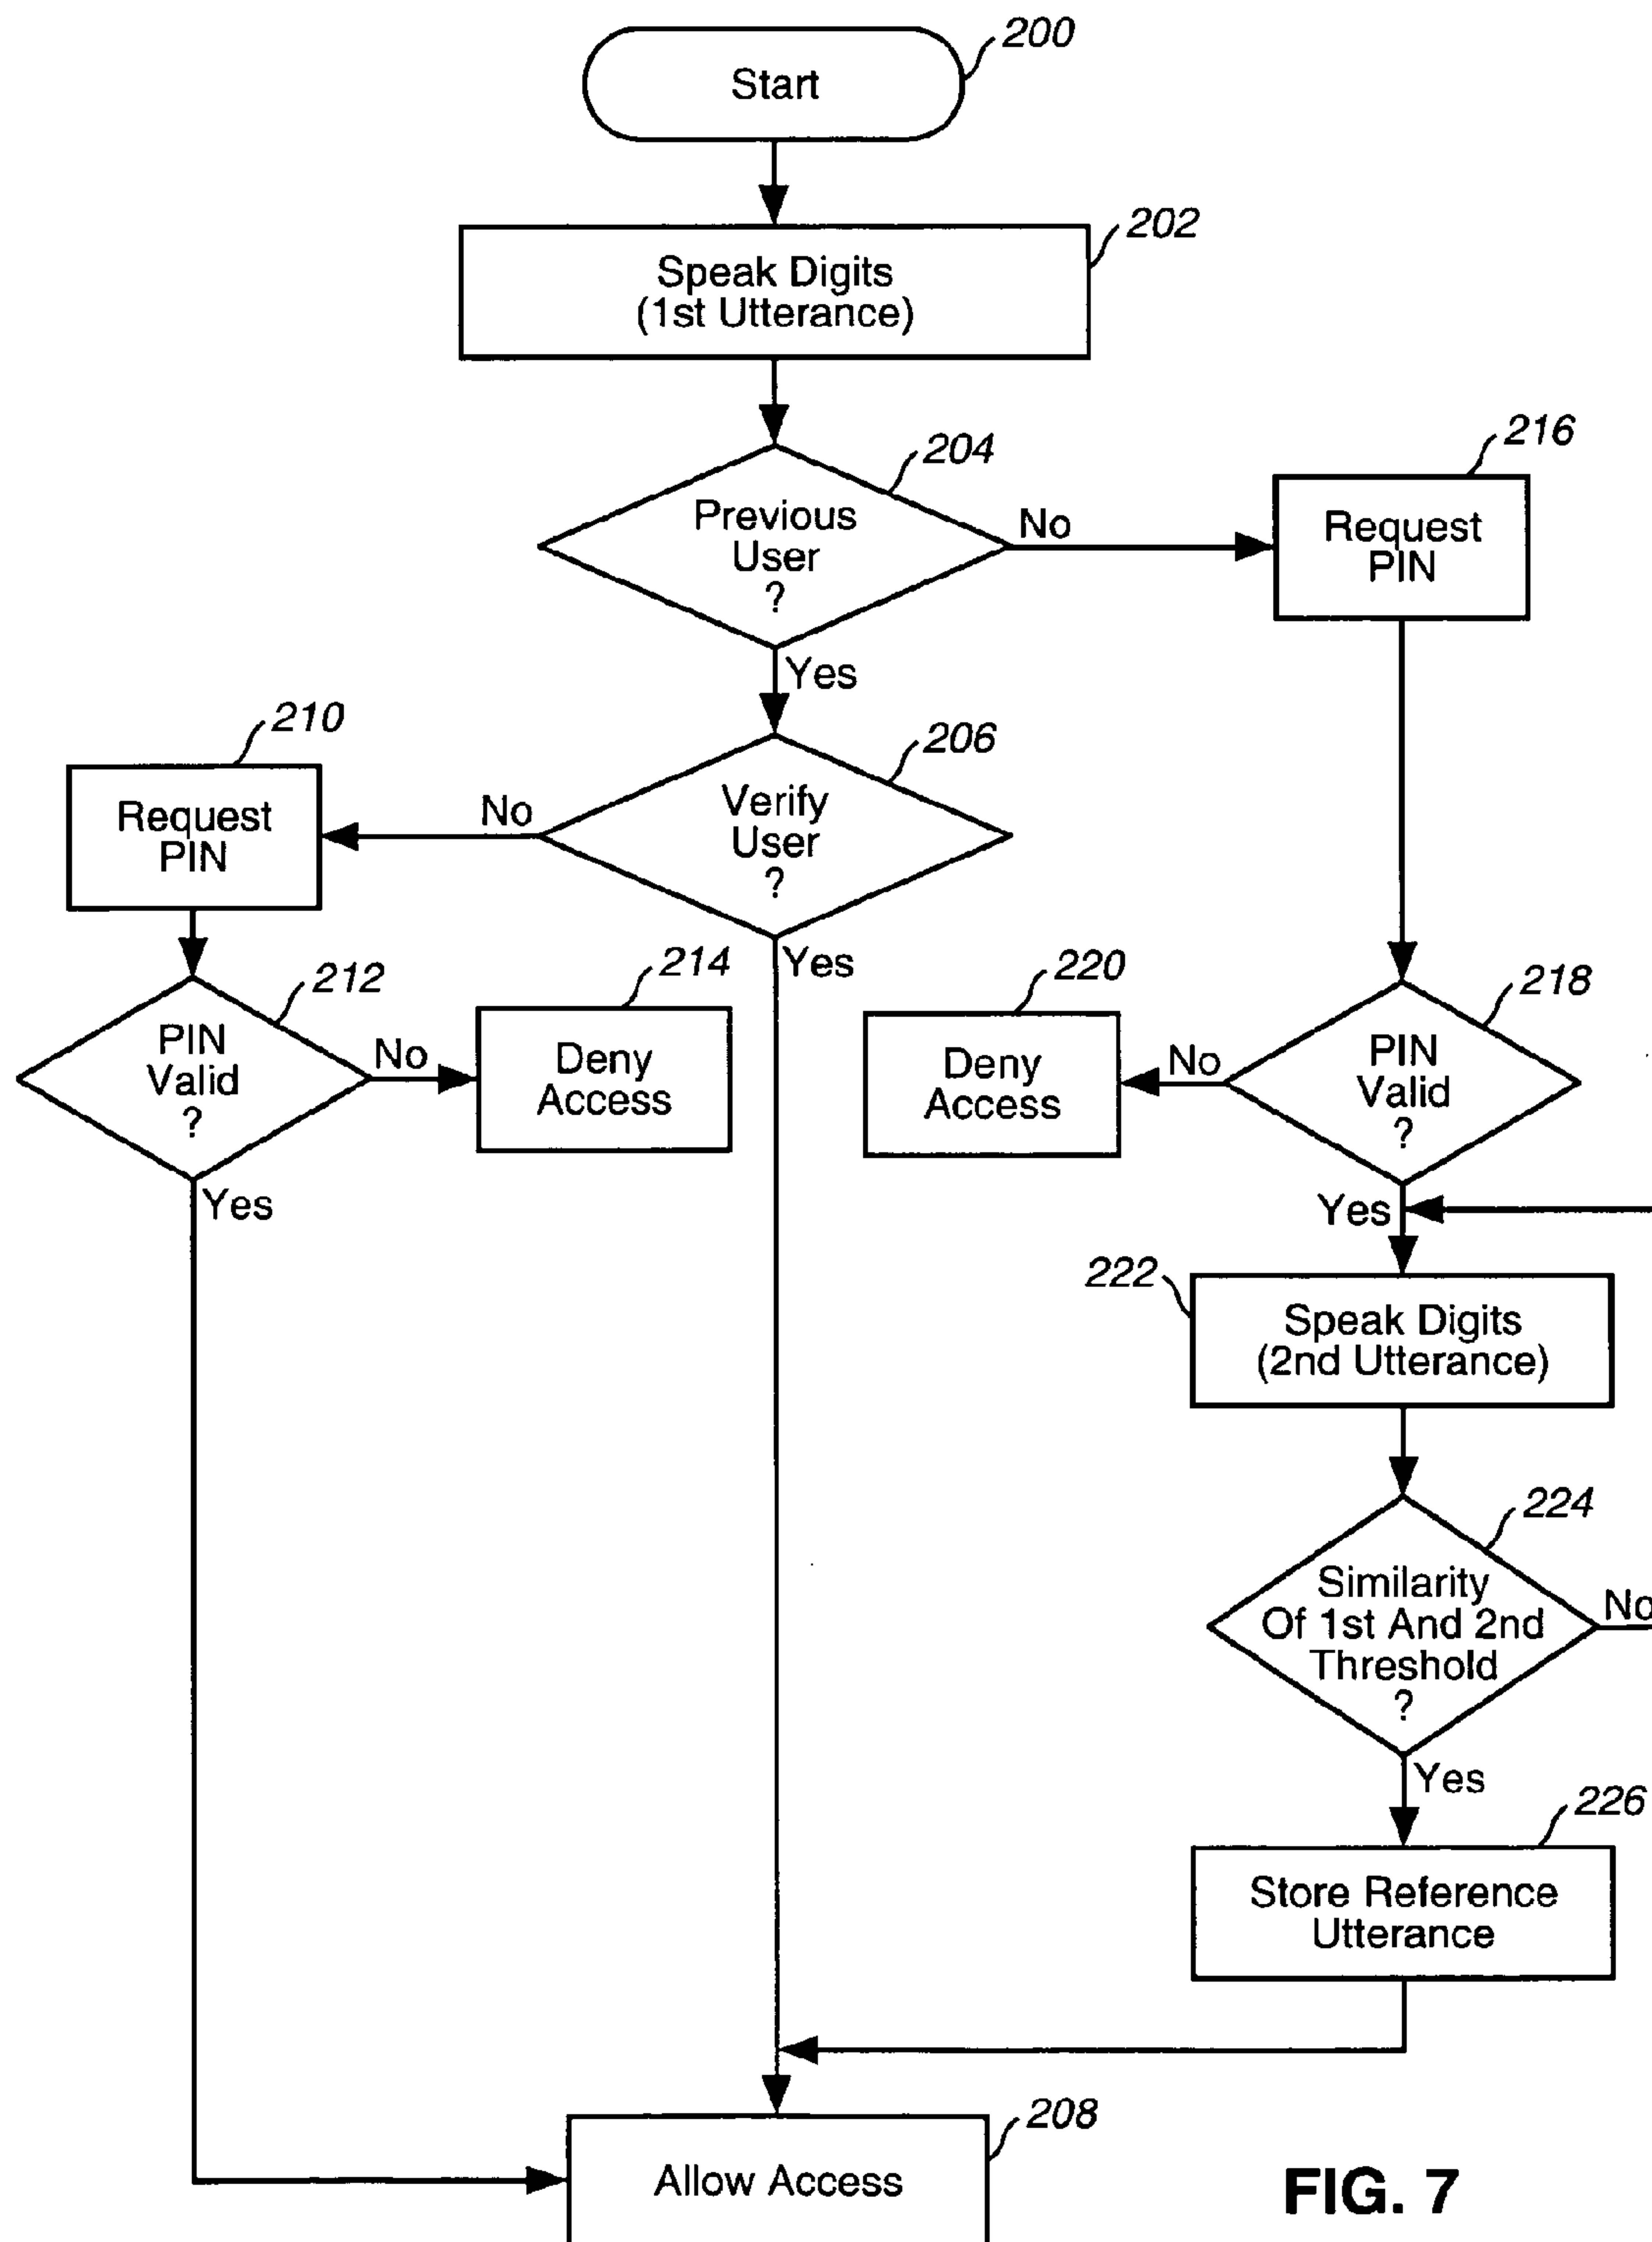 200
Start
202
Speak Digits
(1st Utterance)
204
Previous
User
?
No
216
Request
PIN
Yes
206
Verify
User
?
No
210
Request
PIN
Yes
212
PIN
Valid
?
No
214
Deny
Access
Yes
220
Deny
Access
No
218
PIN
Valid
?
Yes
222
Speak Digits
(2nd Utterance)
224
Similarity
Of 1st And 2nd
Threshold
?
No
Yes
226
Store Reference
Utterance
208
Allow Access
FIG. 7